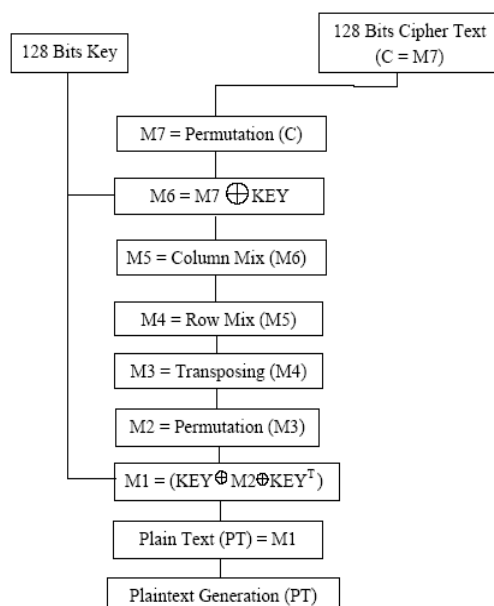 128 Bits Key
128 Bits Cipher Text
(C = M7)
M7 = Permutation (C)
M6 = M7 ⊕ KEY
M5 = Column Mix (M6)
M4 = Row Mix (M5)
M3 = Transposing (M4)
M2 = Permutation (M3)
M1 = (KEY⊕M2⊕KEYᵀ)
Plain Text (PT) = M1
Plaintext Generation (PT)